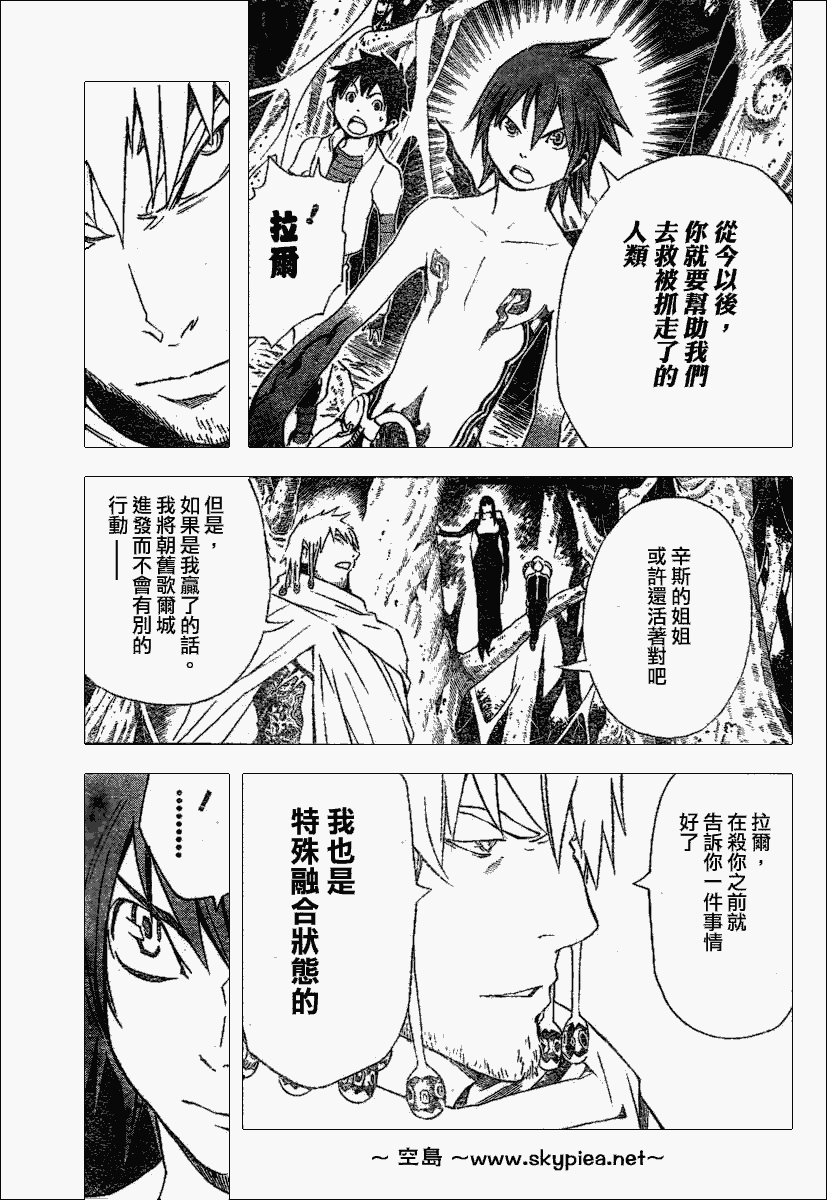 從今以後，
你就要幫助我們
去救被抓走了的
人類
！
拉爾
辛斯的姐姐
或許還活著對吧
但是，
如果是我贏了的話。
我將朝舊歌爾城
進發而不會有別的
行動——
拉爾，
在殺你之前就
告訴你一件事情
好了
我也是
特殊融合狀態的
！
………
～ 空島 ～www.skypiea.net～